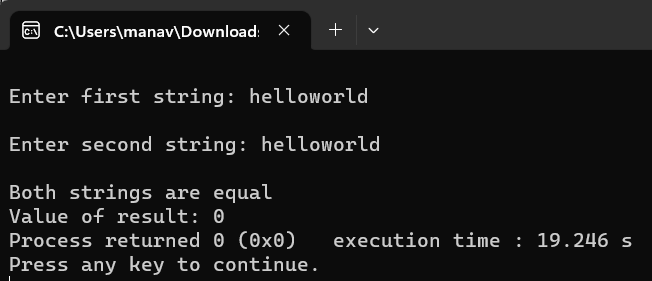 C:\Users\manav\Downloads
Enter first string: helloworld
Enter second string: helloworld
Both strings are equal
Value of result: 0
Process returned 0 (0x0)   execution time : 19.246 s
Press any key to continue.